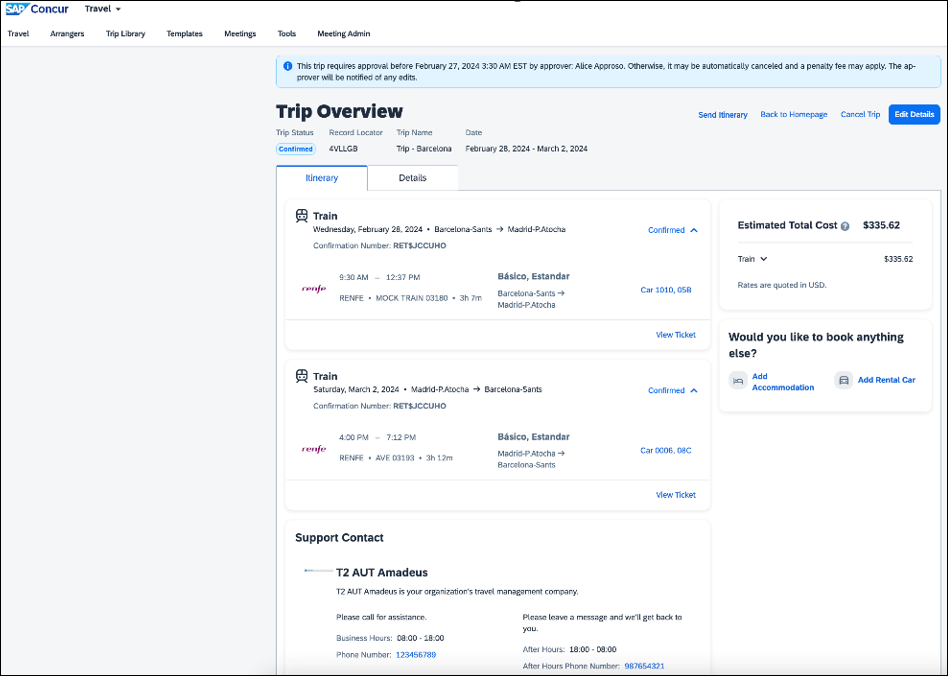 SAP Concur Travel
Travel Arrangers Trip Library Templates Meetings Tools Meeting Admin
This trip requires approval before February 27, 2024 3:30 AM EST by approver: Alice Approso. Otherwise, it may be automatically canceled and a penalty fee may apply. The ap-
prover will be notified of any edits.
Trip Overview
Send Itinerary Back to Homepage Cancel Trip Edit Details
Trip Status Record Locator Trip Name Date
Confirmed 4VLLGB Trip - Barcelona February 28, 2024 - March 2, 2024
Itinerary Details
Train
Wednesday, February 28, 2024 • Barcelona-Sants → Madrid-P.Atocha
Confirmed
Confirmation Number: RET$JCCUHO
9:30 AM – 12:37 PM
renfe
RENFE • MOCK TRAIN 03180 • 3h 7m
Básico, Estandar
Barcelona-Sants →
Madrid-P.Atocha
Car 1010, 05B
View Ticket
Train
Saturday, March 2, 2024 • Madrid-P.Atocha → Barcelona-Sants
Confirmed
Confirmation Number: RET$JCCUHO
4:00 PM – 7:12 PM
renfe
RENFE • AVE 03193 • 3h 12m
Básico, Estandar
Madrid-P.Atocha →
Barcelona-Sants
Car 0006, 08C
View Ticket
Support Contact
T2 AUT Amadeus
T2 AUT Amadeus is your organization's travel management company.
Please call for assistance.
Business Hours: 08:00 - 18:00
Phone Number: 123456789
Please leave a message and we'll get back to
you.
After Hours: 18:00 - 08:00
After Hours Phone Number: 987654321
Estimated Total Cost ? $335.62
Train $335.62
Rates are quoted in USD.
Would you like to book anything
else?
Add
Accommodation
Add Rental Car